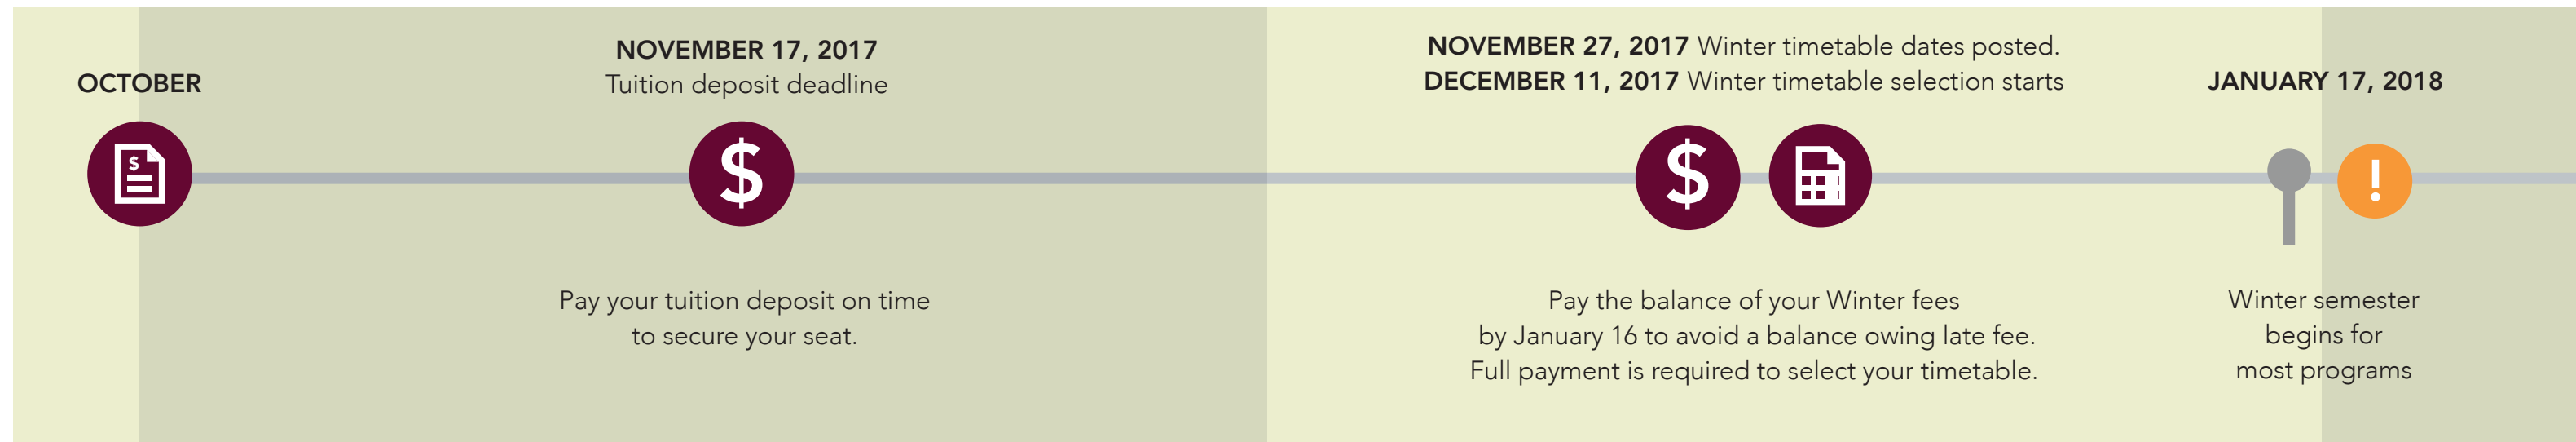 OCTOBER
$
NOVEMBER 17, 2017
Tuition deposit deadline
$
Pay your tuition deposit on time
to secure your seat.
NOVEMBER 27, 2017 Winter timetable dates posted.
DECEMBER 11, 2017 Winter timetable selection starts
$
Pay the balance of your Winter fees
by January 16 to avoid a balance owing late fee.
Full payment is required to select your timetable.
JANUARY 17, 2018
!
Winter semester
begins for
most programs